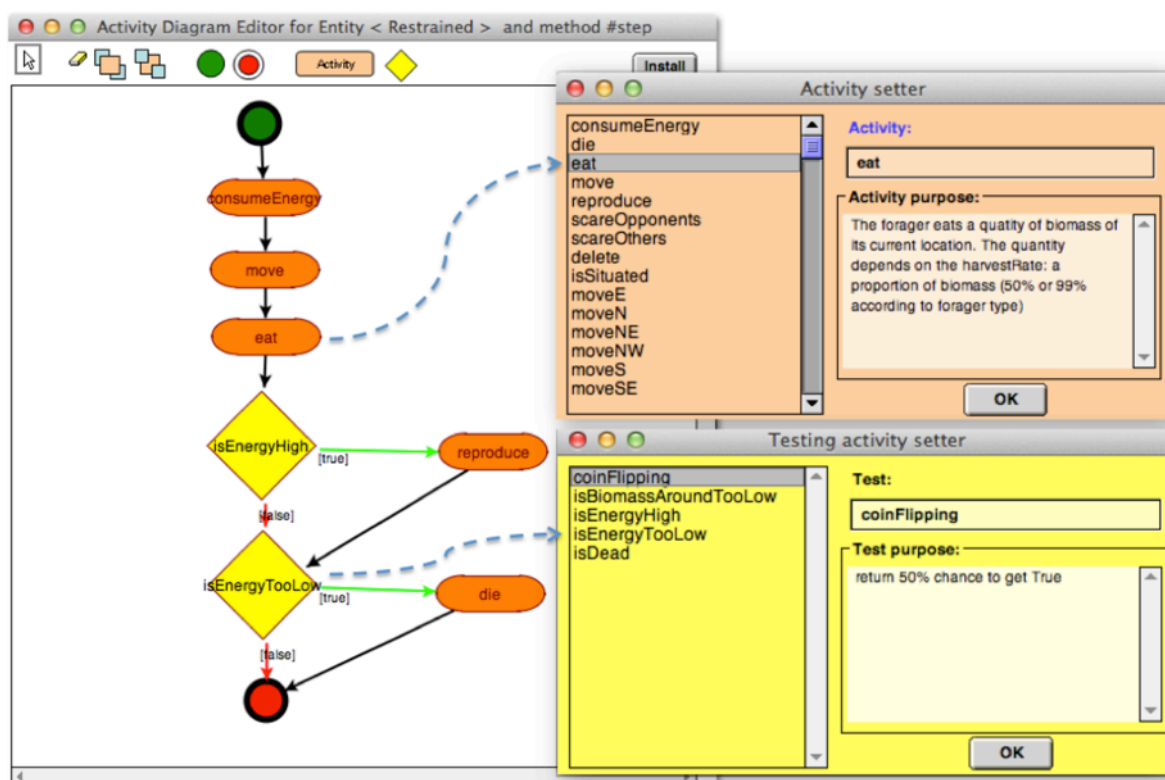 Activity Diagram Editor for Entity < Restrained > and method #step
Activity
Install
consumeEnergy
move
eat
isEnergyHigh
[true]
reproduce
[false]
isEnergyTooLow
[true]
die
[false]
Activity setter
consumeEnergy
die
eat
move
reproduce
scareOpponents
scareOthers
delete
isSituated
moveE
moveN
moveNE
moveNW
moveS
moveSE
Activity:
eat
Activity purpose:
The forager eats a quatity of biomass of
its current location. The quantity
depends on the harvestRate: a
proportion of biomass (50% or 99%
according to forager type)
OK
Testing activity setter
coinFlipping
isBiomassAroundTooLow
isEnergyHigh
isEnergyTooLow
isDead
Test:
coinFlipping
Test purpose:
return 50% chance to get True
OK